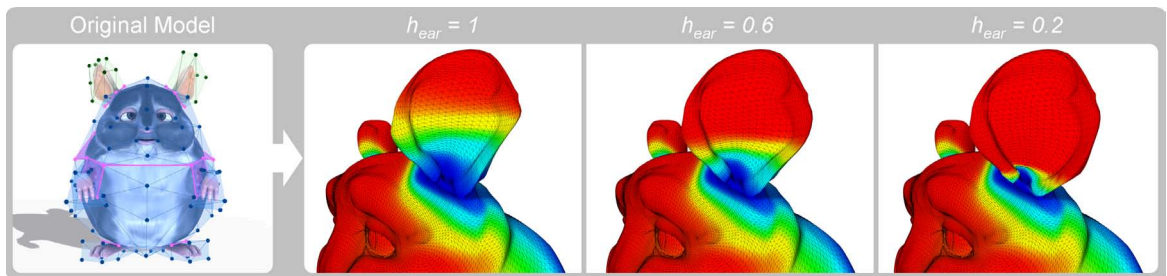 Original Model
h_ear = 1
h_ear = 0.6
h_ear = 0.2